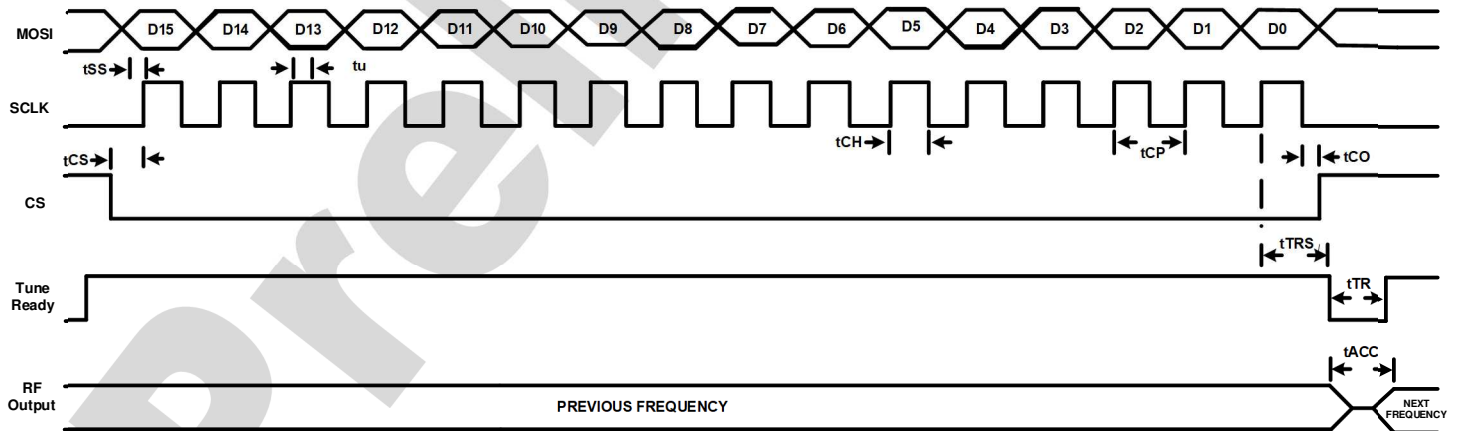 MOSI
D15 D14 D13 D12 D11 D10 D9 D8 D7 D6 D5 D4 D3 D2 D1 D0
tSS
tu
SCLK
tCH
tCP
tCS
tCO
CS
tTRS
Tune
Ready
tTR
tACC
RF
Output
PREVIOUS FREQUENCY
NEXT
FREQUENCY